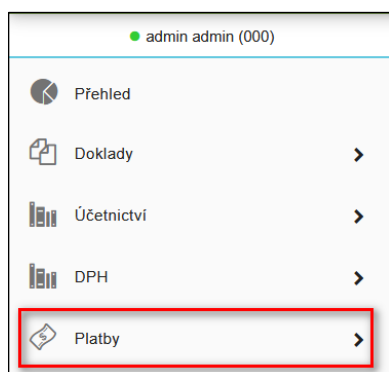 admin admin (000)
Přehled
Doklady
Účetnictví
DPH
Platby